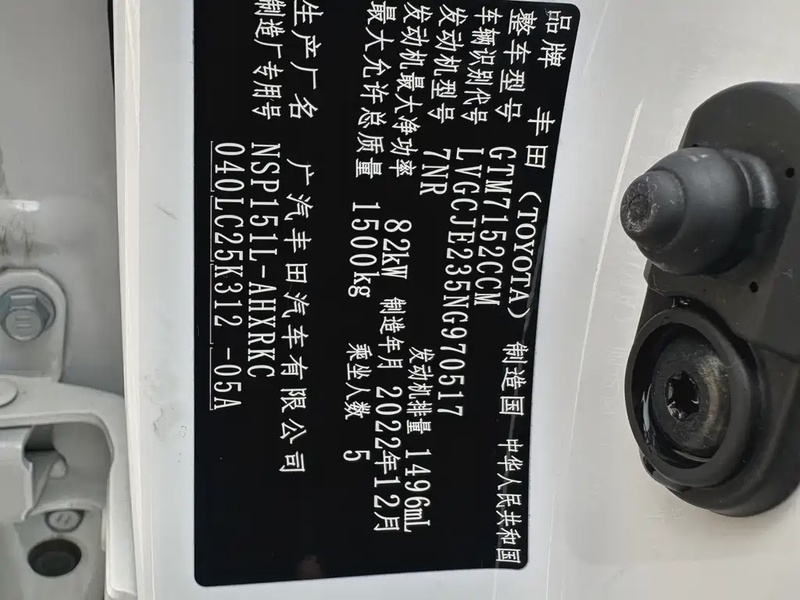 品牌 丰田(TOYOTA) 制造国 中华人民共和国
整车型号 GTM7152CCM
车辆识别代号 LVGCJE235NG970517
发动机型号 7NR 发动机排量 1496mL
发动机最大净功率 82kW 制造年月 2022年12月
最大允许总质量 1500kg 乘坐人数 5
生产厂名 广汽丰田汽车有限公司
制造厂专用号 NSP151L-AHXRKC
040LC25K312 -05A